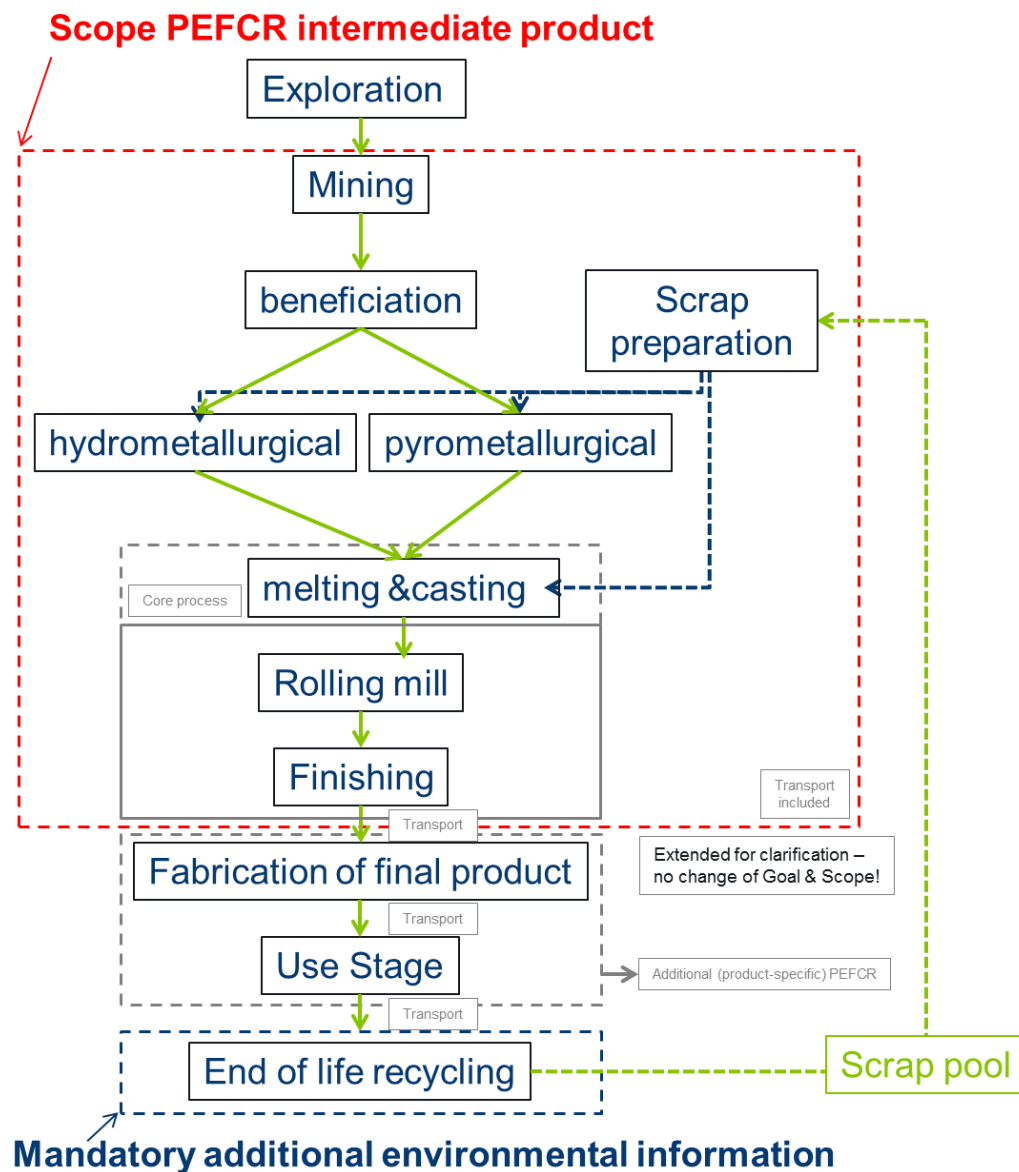 Scope PEFCR intermediate product
Exploration
Mining
beneficiation
Scrap
preparation
hydrometallurgical
pyrometallurgical
melting &casting
Core process
Rolling mill
Finishing
Transport
included
Transport
Fabrication of final product
Extended for clarification –
no change of Goal & Scope!
Transport
Use Stage
Additional (product-specific) PEFCR
Transport
End of life recycling
Scrap pool
Mandatory additional environmental information